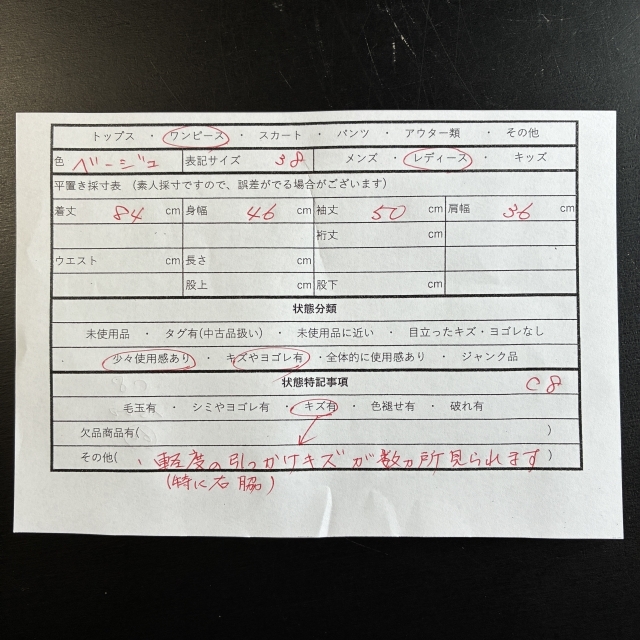 トップス ・ ワンピース ・ スカート ・ パンツ ・ アウター類 ・ その他
色 ベージュ 表記サイズ 38 メンズ ・ レディース ・ キッズ
平置き採寸表 （素人採寸ですので、誤差がでる場合がございます）
着丈 84 cm 身幅 46 cm 袖丈 50 cm 肩幅 36 cm
裄丈 cm
ウエスト cm 長さ cm
股上 cm 股下 cm
状態分類
未使用品 ・ タグ有(中古品扱い) ・ 未使用品に近い ・ 目立ったキズ・ヨゴレなし
・ 少々使用感あり ・ キズやヨゴレ有 ・全体的に使用感あり ・ ジャンク品
状態特記事項 C8
毛玉有 ・ シミやヨゴレ有 ・ キズ有 ・ 色褪せ有 ・ 破れ有
欠品商品有( )
その他( 、軽度の引っかけキズが数ヵ所見られます )
(特に右脇)